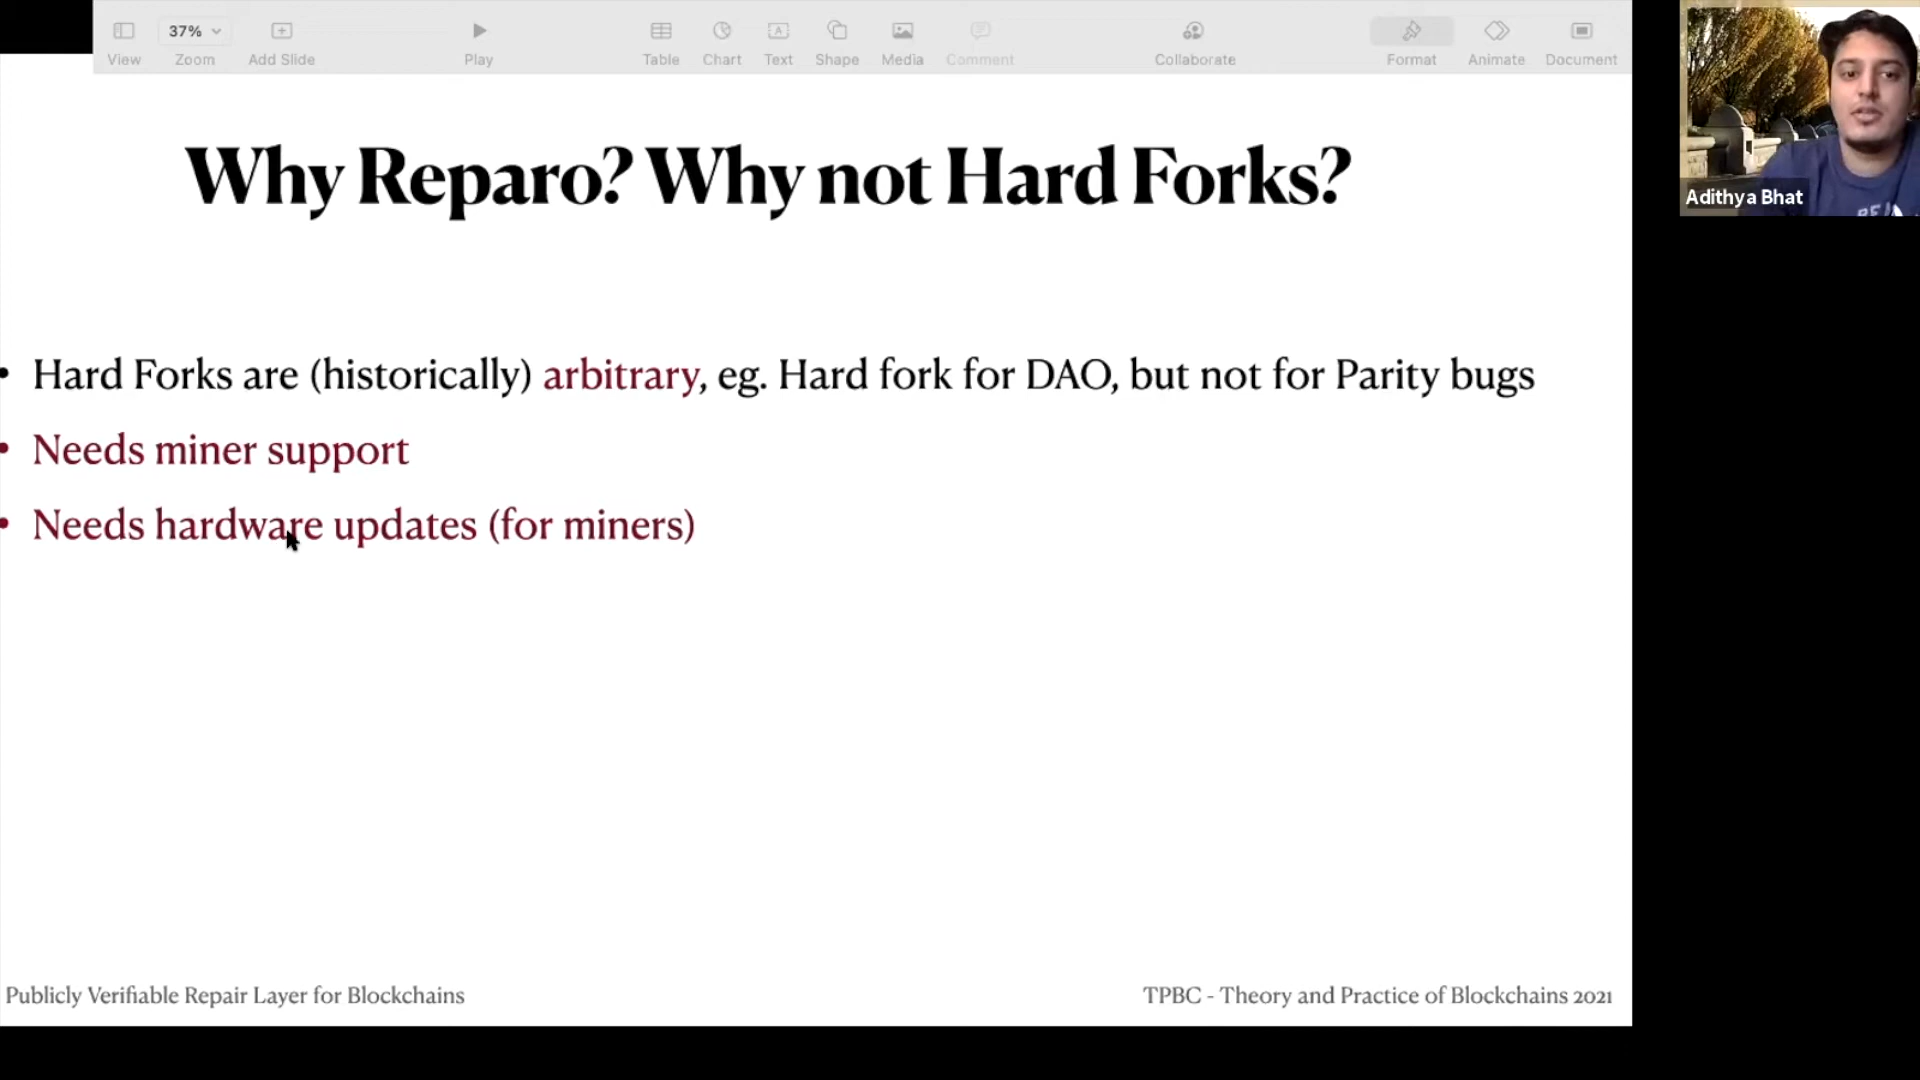 View
37%
Zoom
Add Slide
Play
Table
Chart
Text
Shape
Media
Comment
Collaborate
Format
Animate
Document
Adithya Bhat
Why Reparo? Why not Hard Forks?
• Hard Forks are (historically) arbitrary, eg. Hard fork for DAO, but not for Parity bugs
• Needs miner support
• Needs hardware updates (for miners)
Publicly Verifiable Repair Layer for Blockchains
TPBC - Theory and Practice of Blockchains 2021